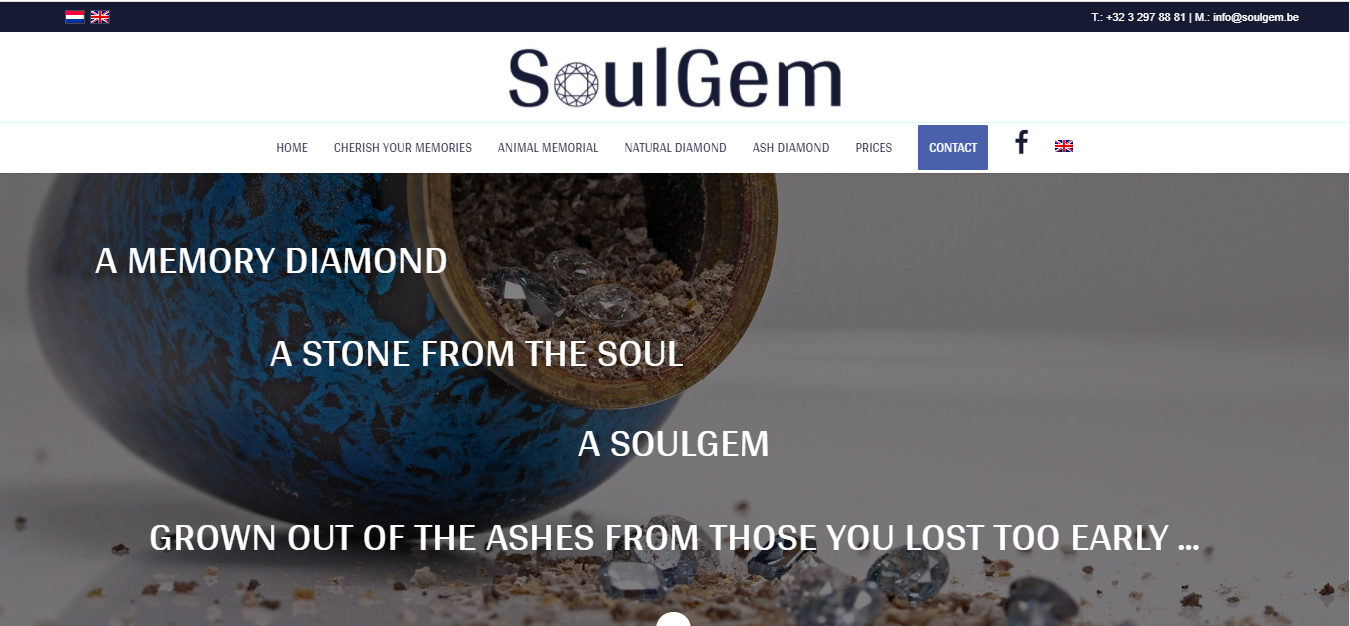 T.: +32 3 297 88 81 | M.: info@soulgem.be
SoulGem
HOME CHERISH YOUR MEMORIES ANIMAL MEMORIAL NATURAL DIAMOND ASH DIAMOND PRICES CONTACT f
A MEMORY DIAMOND
A STONE FROM THE SOUL
A SOULGEM
GROWN OUT OF THE ASHES FROM THOSE YOU LOST TOO EARLY ...